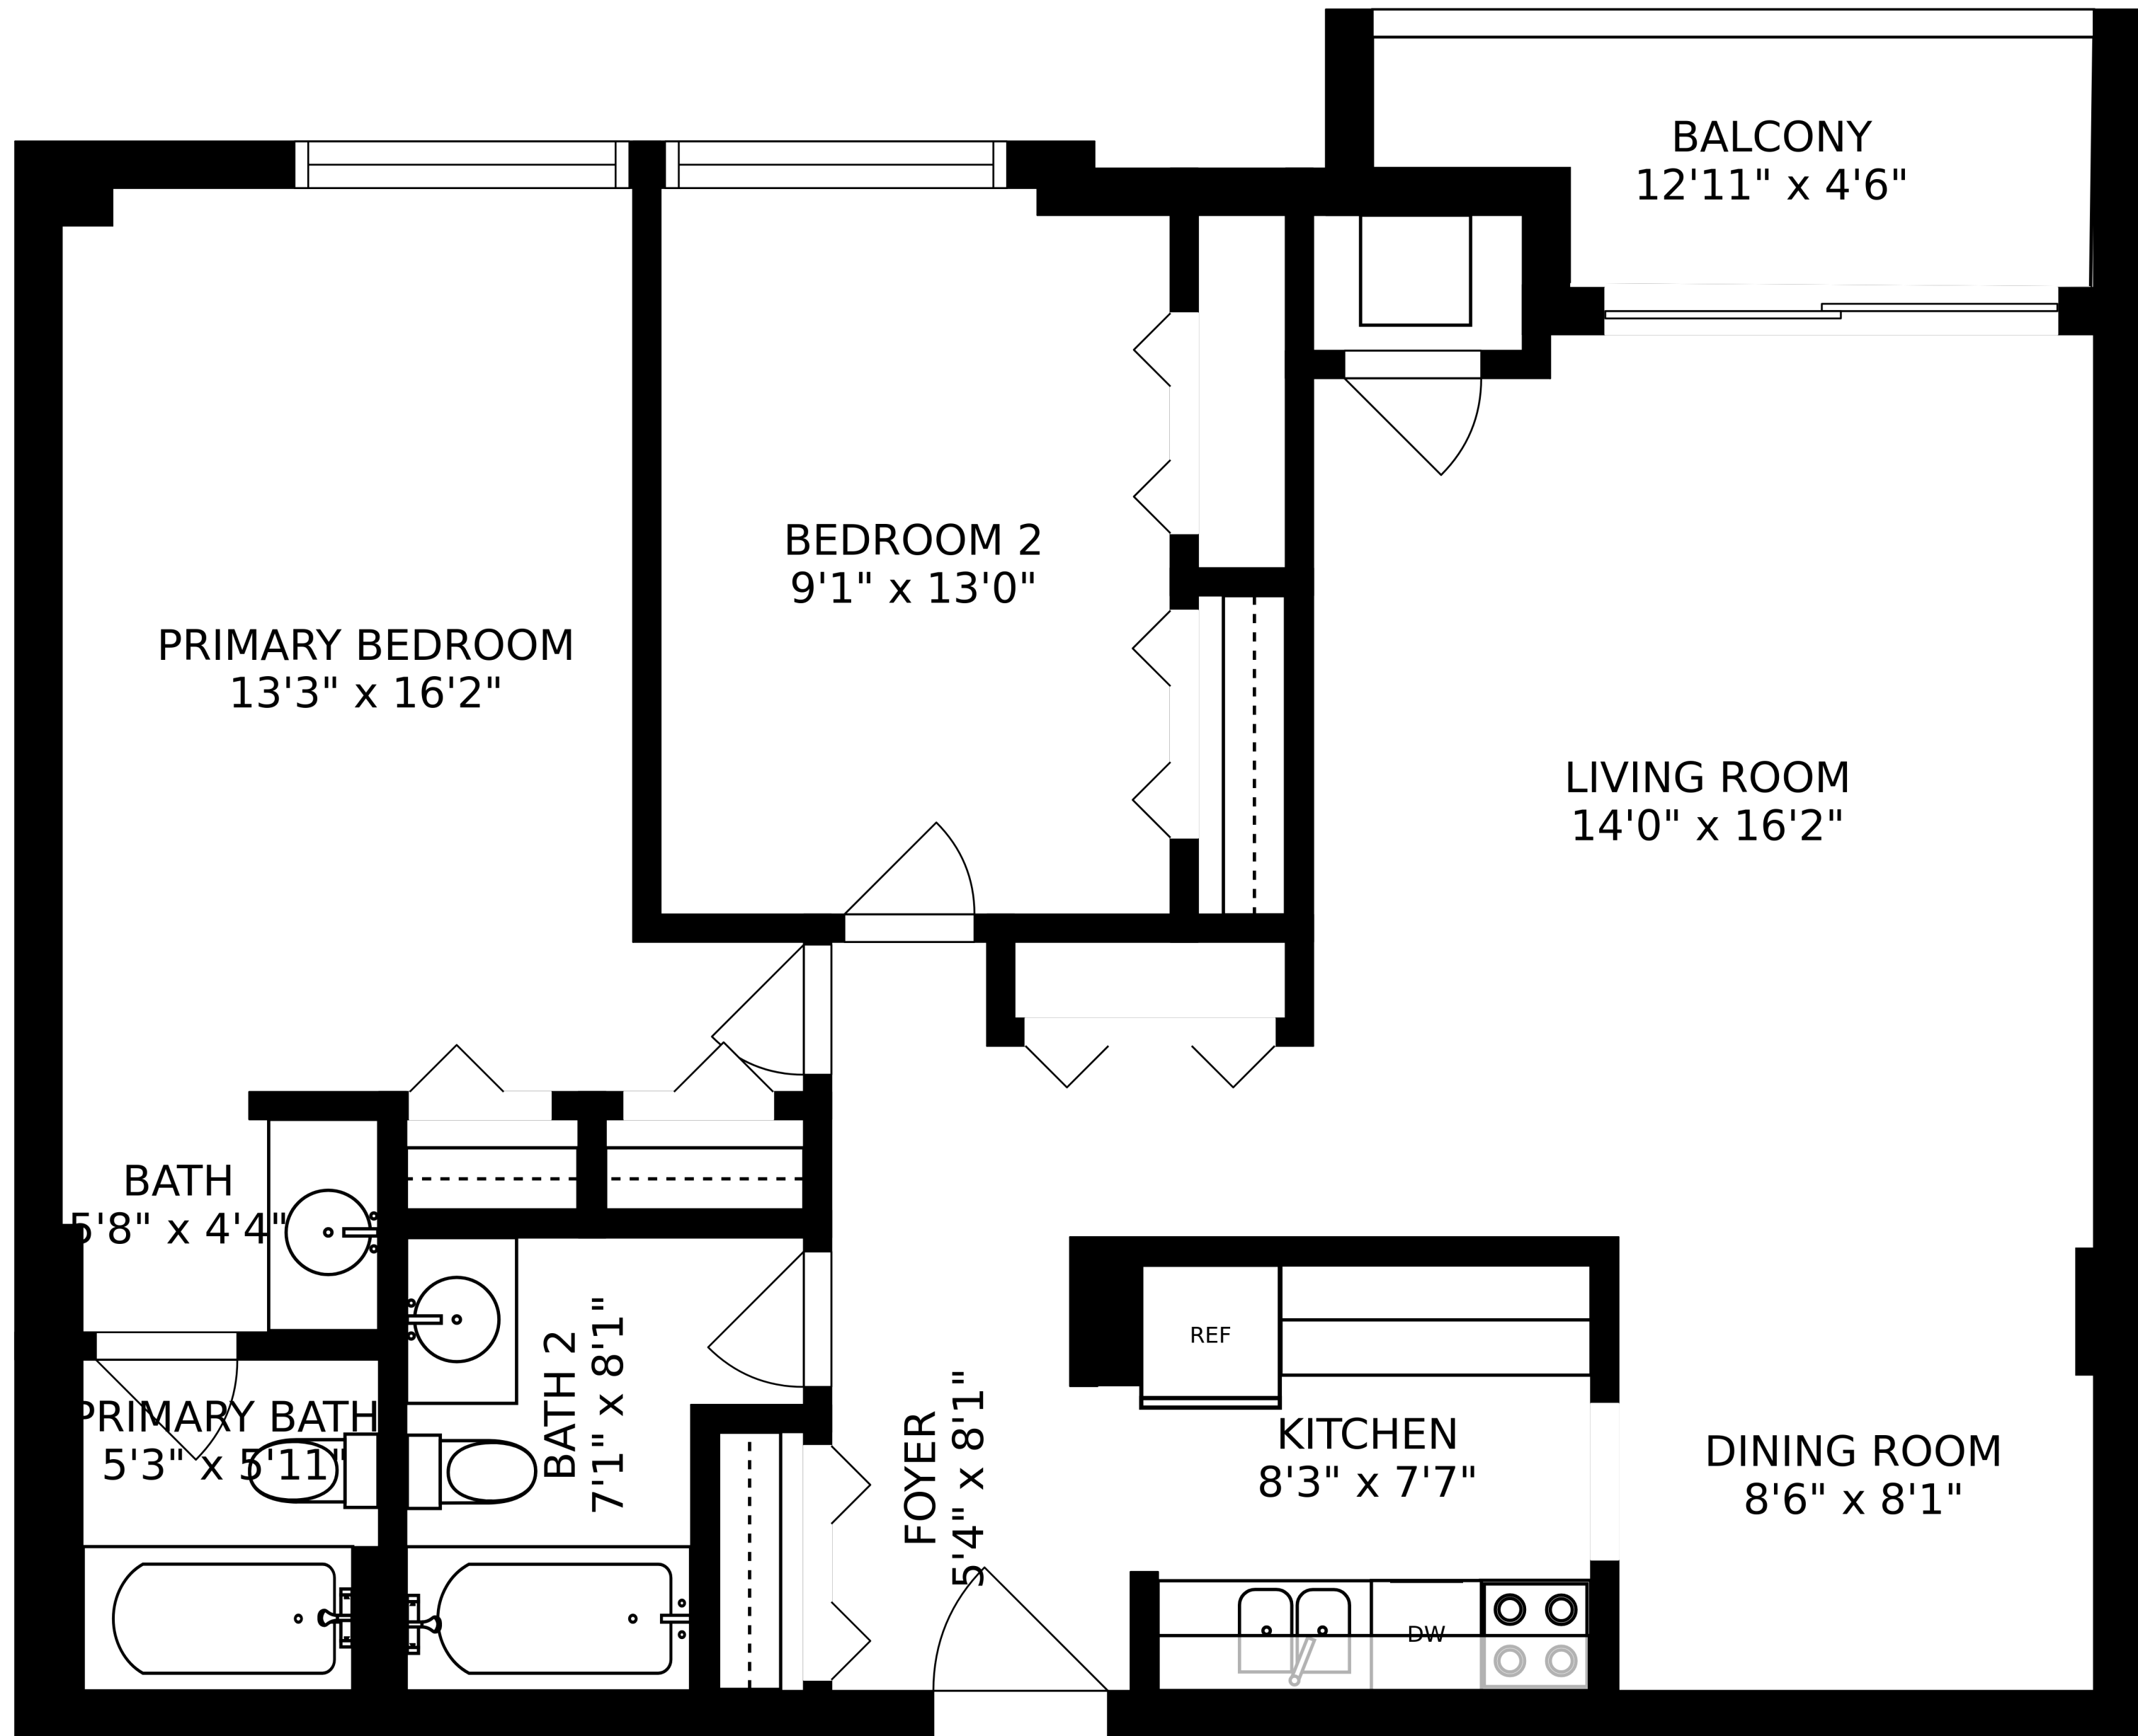 BALCONY
12'11" x 4'6"
BEDROOM 2
9'1" x 13'0"
PRIMARY BEDROOM
13'3" x 16'2"
LIVING ROOM
14'0" x 16'2"
BATH
5'8" x 4'4"
REF
BATH 2
7'1" x 8'1"
FOYER
5'4" x 8'1"
PRIMARY BATH
5'3" x 5'11"
KITCHEN
8'3" x 7'7"
DINING ROOM
8'6" x 8'1"
DW